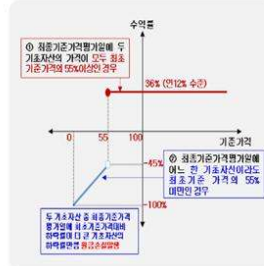 수익률
① 최종기준가격평가일에 두
기초자산의 가격이 모두 최초
기준가격의 55%이상인 경우
36% (연12% 수준)
0
55
100
기준가격
-45%
② 최종기준가격평가일에
어느 한 기초자산이라도
최초기준 가격의 55%
미만인 경우
-100%
두 기초자산 중 최종기준가격
평가일에 최초기준가격대비
하락률이 더 큰 기초자산의
하락률만큼 원금손실발생